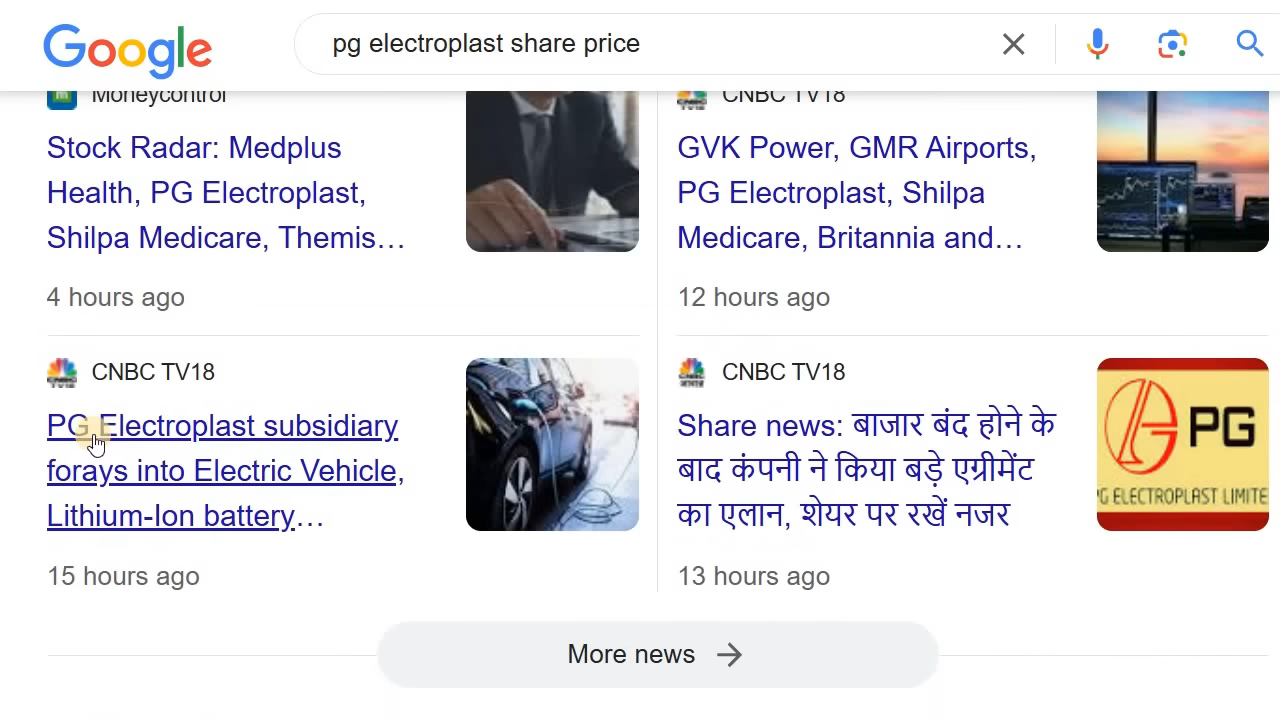 Google
pg electroplast share price
Moneycontrol
Stock Radar: Medplus
Health, PG Electroplast,
Shilpa Medicare, Themis...
4 hours ago
CNBC TV18
GVK Power, GMR Airports,
PG Electroplast, Shilpa
Medicare, Britannia and...
12 hours ago
CNBC TV18
PG Electroplast subsidiary
forays into Electric Vehicle,
Lithium-Ion battery...
15 hours ago
CNBC TV18
Share news: बाजार बंद होने के
बाद कंपनी ने किया बड़े एग्रीमेंट
का एलान, शेयर पर रखें नजर
13 hours ago
PG
PG ELECTROPLAST LIMITE
More news